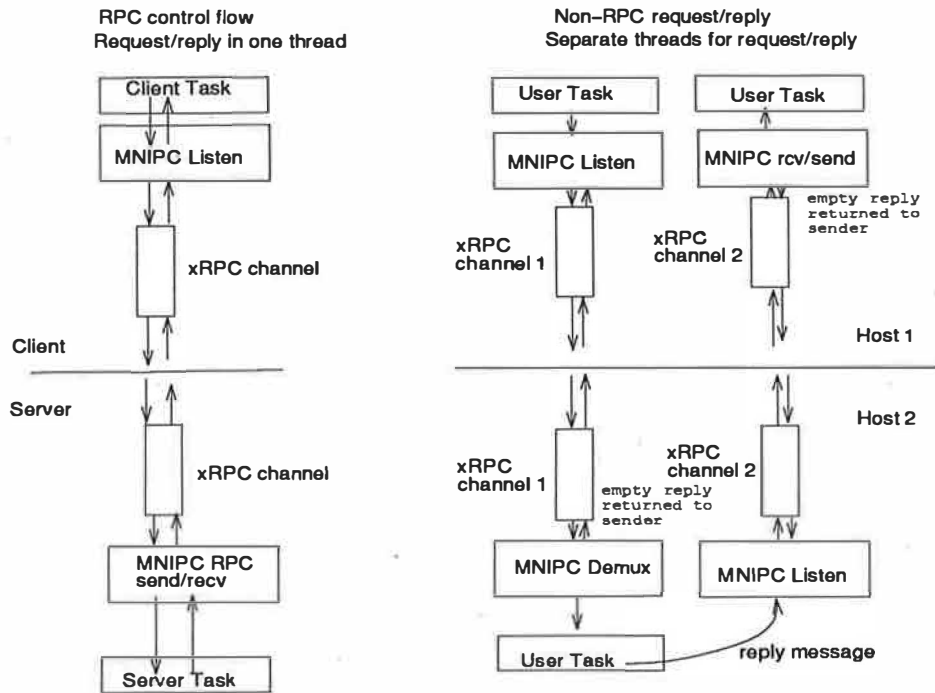 RPC control flow
Request/reply in one thread
Client Task
MNIPC Listen
xRPC channel
Client
Server
xRPC channel
MNIPC RPC
send/recv
Server Task
Non-RPC request/reply
Separate threads for request/reply
User Task
User Task
MNIPC Listen
MNIPC rcv/send
empty reply
returned to
sender
xRPC
channel 1
xRPC
channel 2
Host 1
Host 2
xRPC
channel 1
xRPC
channel 2
empty reply
returned to
sender
MNIPC Demux
MNIPC Listen
User Task
reply message